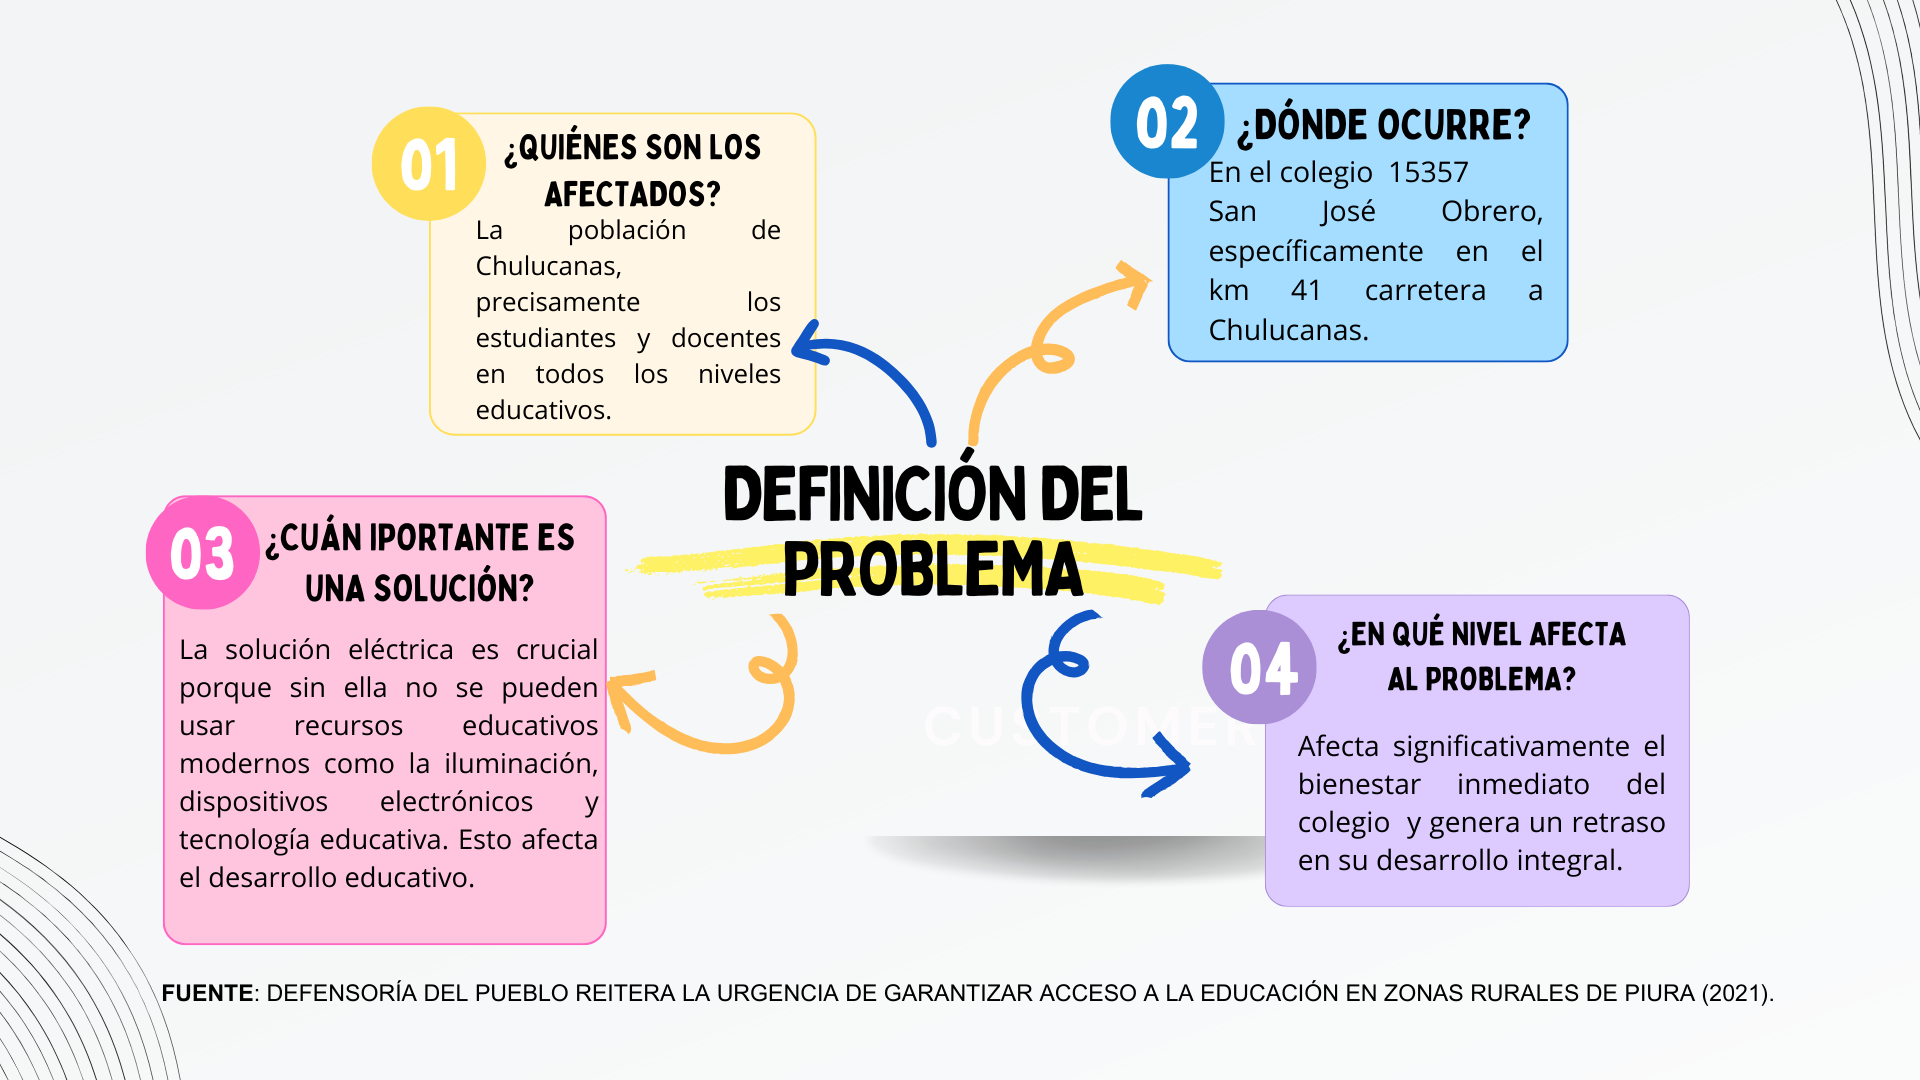 01
¿QUIÉNES SON LOS
AFECTADOS?
La población de
Chulucanas,
precisamente los
estudiantes y docentes
en todos los niveles
educativos.
02
¿DÓNDE OCURRE?
En el colegio 15357
San José Obrero,
específicamente en el
km 41 carretera a
Chulucanas.
DEFINICIÓN DEL
PROBLEMA
03
¿CUÁN IPORTANTE ES
UNA SOLUCIÓN?
La solución eléctrica es crucial
porque sin ella no se pueden
usar recursos educativos
modernos como la iluminación,
dispositivos electrónicos y
tecnología educativa. Esto afecta
el desarrollo educativo.
CUSTOMER
04
¿EN QUÉ NIVEL AFECTA
AL PROBLEMA?
Afecta significativamente el
bienestar inmediato del
colegio y genera un retraso
en su desarrollo integral.
FUENTE: DEFENSORÍA DEL PUEBLO REITERA LA URGENCIA DE GARANTIZAR ACCESO A LA EDUCACIÓN EN ZONAS RURALES DE PIURA (2021).